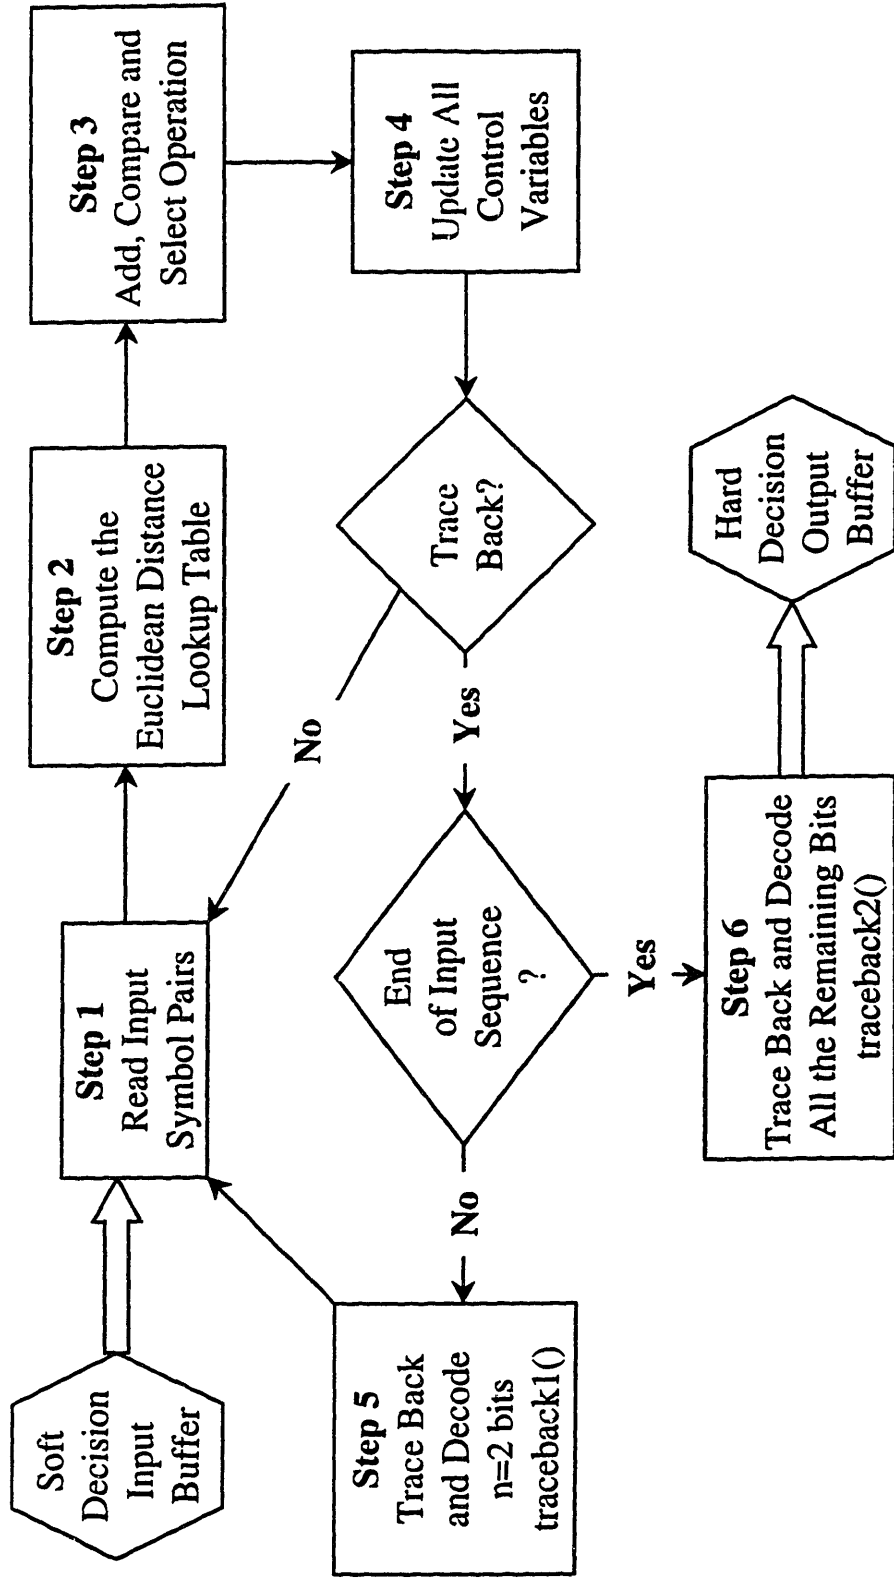 Soft
Decision
Input
Buffer
Step 1
Read Input
Symbol Pairs
Step 2
Compute the
Euclidean Distance
Lookup Table
Step 3
Add, Compare and
Select Operation
Step 4
Update All
Control
Variables
Trace
Back?
No
Yes
End
of Input
Sequence
?
No
Yes
Step 5
Trace Back
and Decode
n=2 bits
traceback1()
Step 6
Trace Back and Decode
All the Remaining Bits
traceback2()
Hard
Decision
Output
Buffer